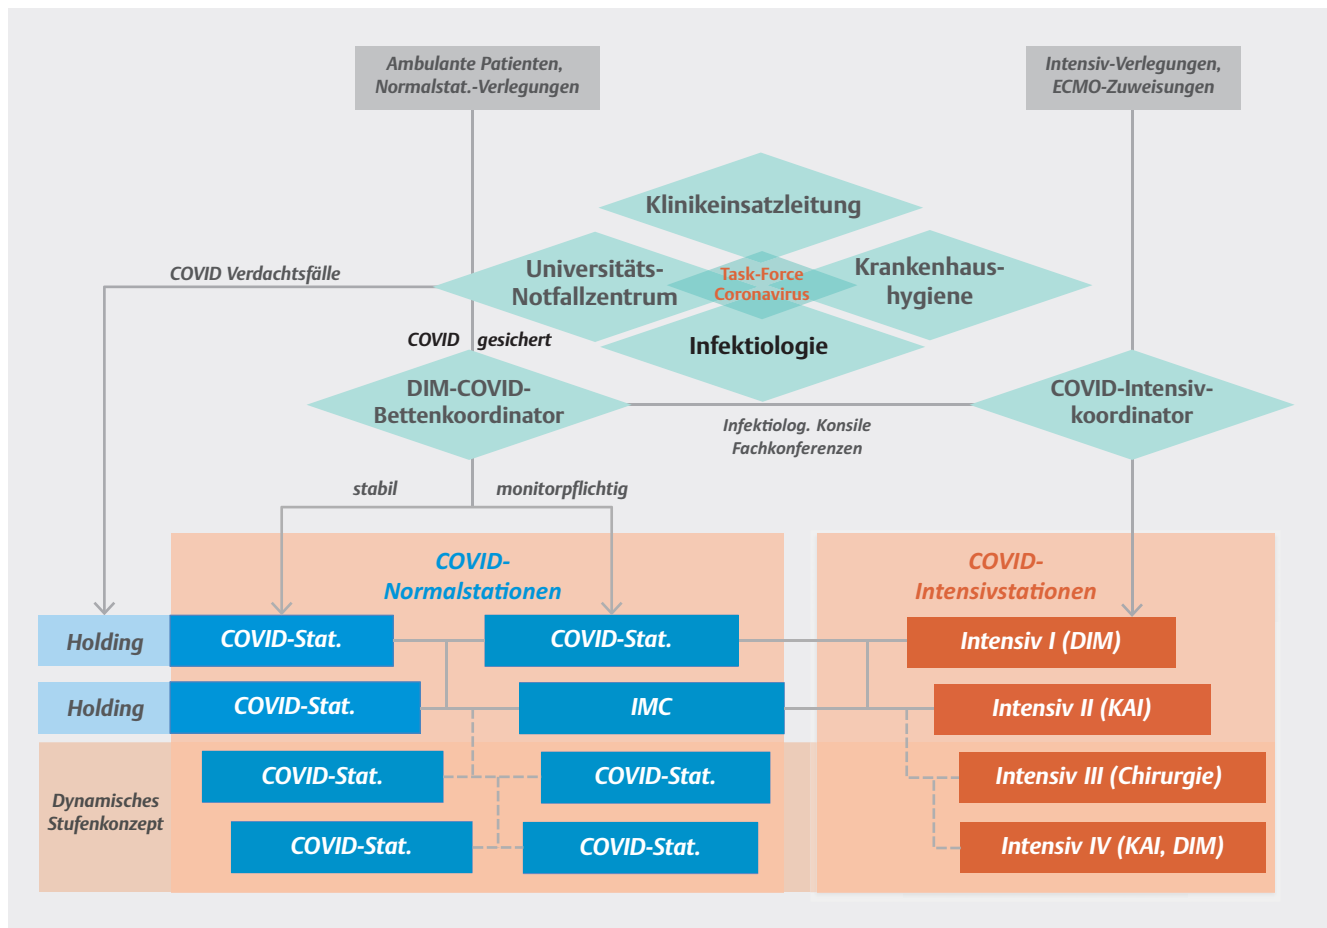 Ambulante Patienten,
Normalstat.-Verlegungen
Intensiv-Verlegungen,
ECMO-Zuweisungen
Klinikeinsatzleitung
COVID Verdachtsfälle
Universitäts-
Notfallzentrum
Task-Force
Coronavirus
Krankenhaus-
hygiene
COVID gesichert
Infektiologie
DIM-COVID-
Bettenkoordinator
Infektiolog. Konsile
Fachkonferenzen
COVID-Intensiv-
koordinator
stabil
monitorpflichtig
COVID-
Normalstationen
COVID-
Intensivstationen
Holding
COVID-Stat.
COVID-Stat.
Intensiv I (DIM)
Holding
COVID-Stat.
IMC
Intensiv II (KAI)
Dynamisches
Stufenkonzept
COVID-Stat.
COVID-Stat.
Intensiv III (Chirurgie)
COVID-Stat.
COVID-Stat.
Intensiv IV (KAI, DIM)